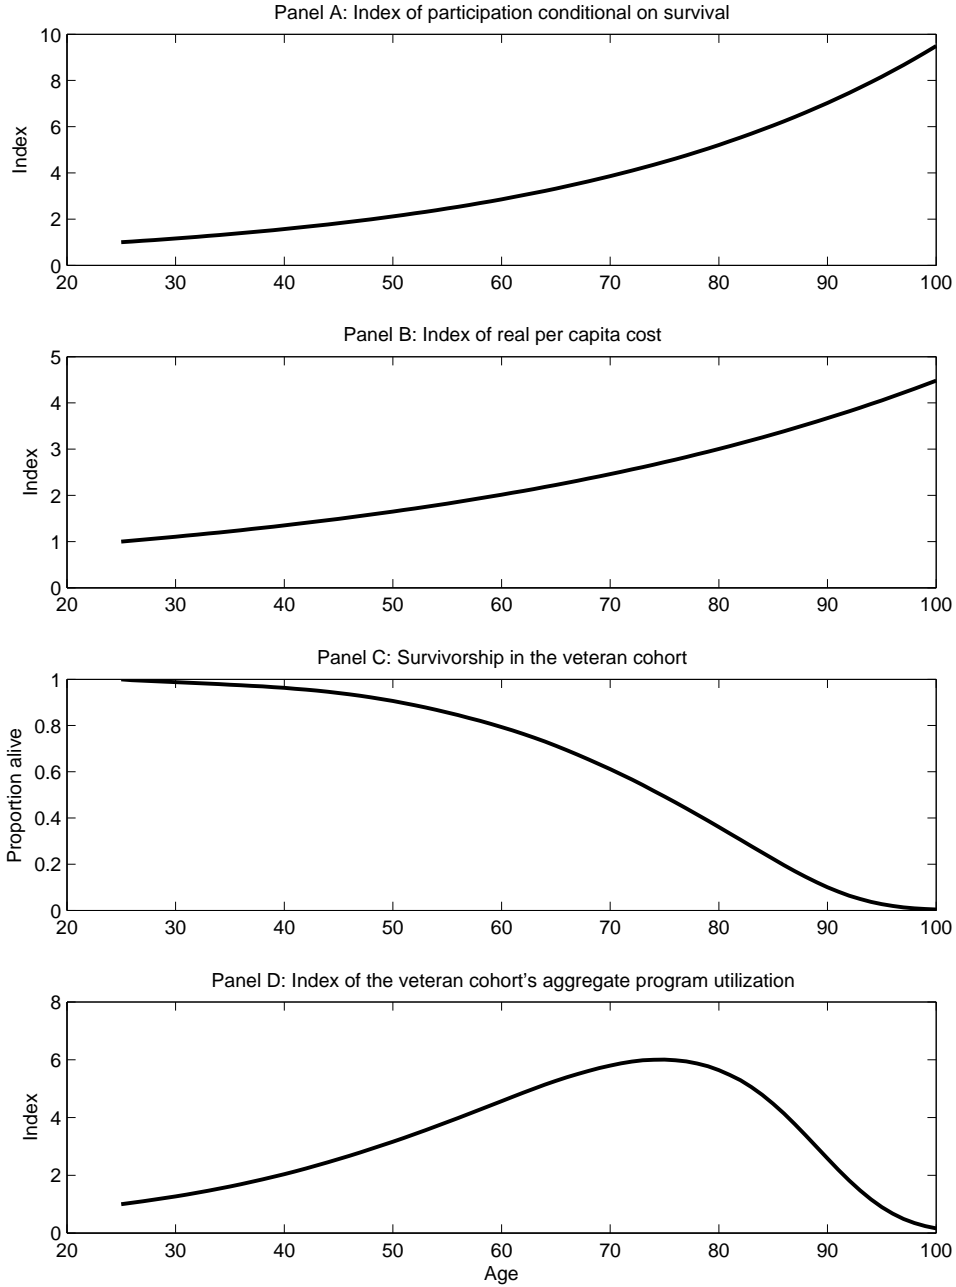 Panel A: Index of participation conditional on survival
10
8
6
4
2
0
Index
20 30 40 50 60 70 80 90 100
Panel B: Index of real per capita cost
5
4
3
2
1
0
Index
20 30 40 50 60 70 80 90 100
Panel C: Survivorship in the veteran cohort
1
0.8
0.6
0.4
0.2
0
Proportion alive
20 30 40 50 60 70 80 90 100
Panel D: Index of the veteran cohort's aggregate program utilization
8
6
4
2
0
Index
20 30 40 50 60 70 80 90 100
Age